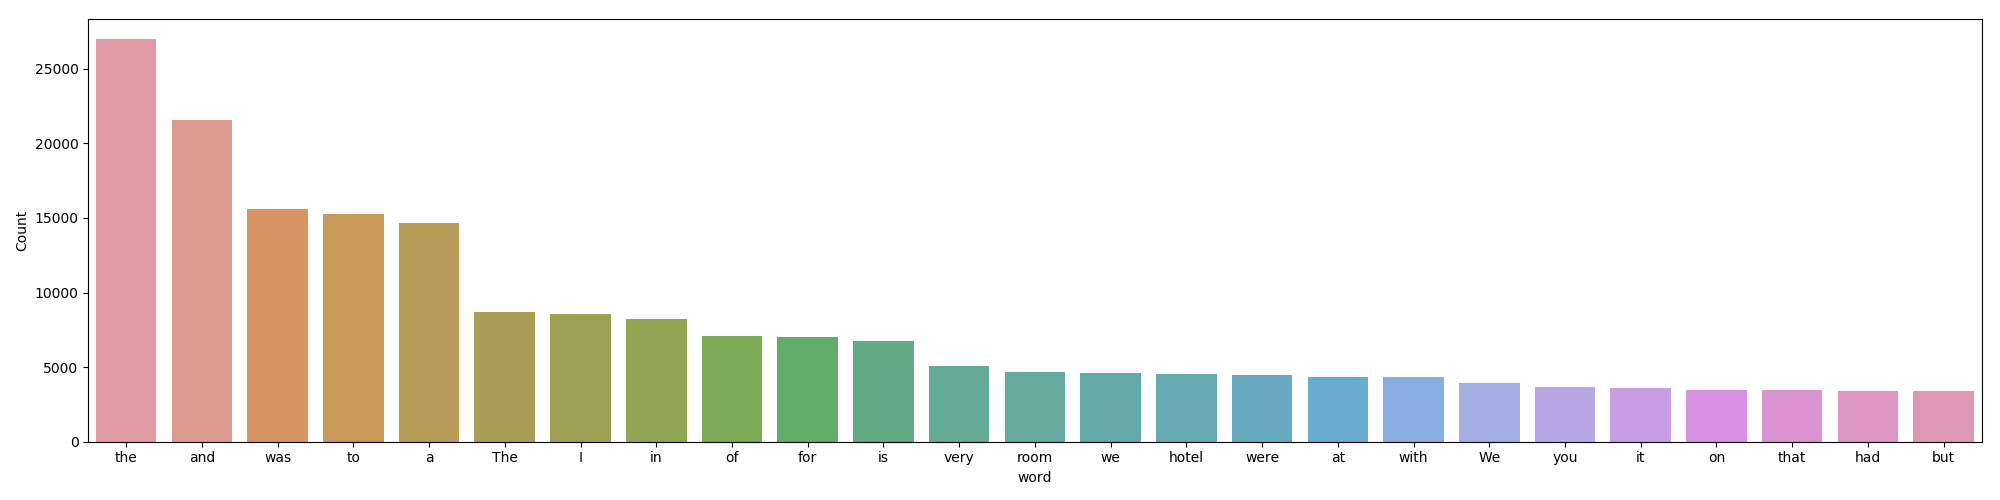 25000
20000
15000
10000
5000
0
Count
the and was to a The I in of for is very room we hotel were at with We you it on that had but
word